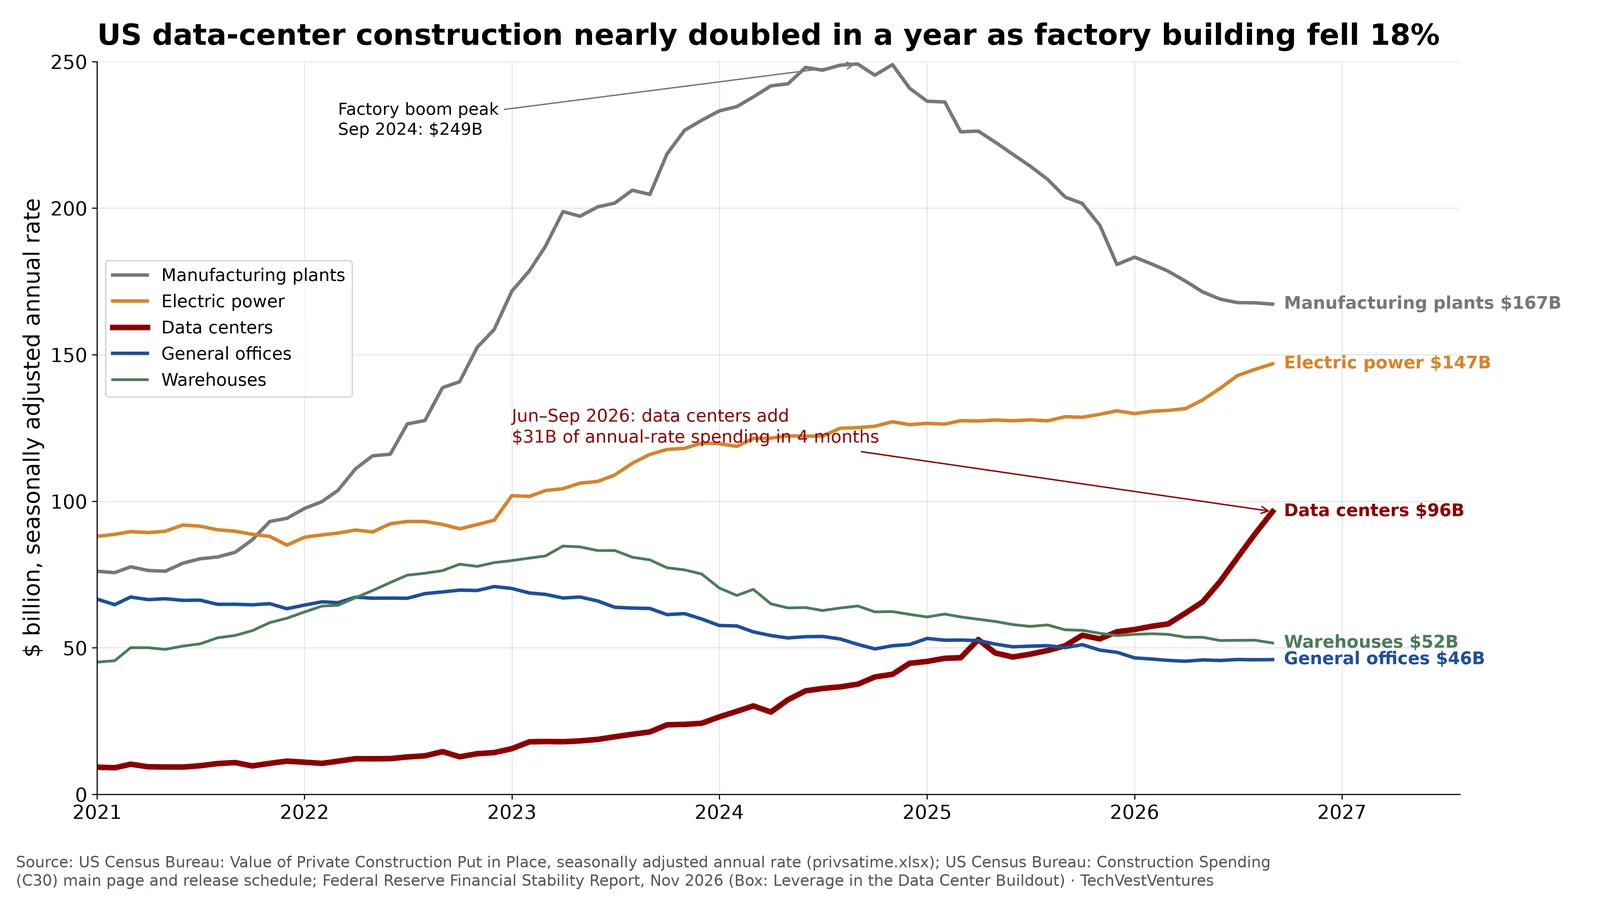 US data-center construction nearly doubled in a year as factory building fell 18%
$ billion, seasonally adjusted annual rate
250
200
150
100
50
0
Factory boom peak
Sep 2024: $249B
Manufacturing plants
Electric power
Data centers
General offices
Warehouses
Jun–Sep 2026: data centers add
$31B of annual-rate spending in 4 months
Manufacturing plants $167B
Electric power $147B
Data centers $96B
Warehouses $52B
General offices $46B
2021
2022
2023
2024
2025
2026
2027
Source: US Census Bureau: Value of Private Construction Put in Place, seasonally adjusted annual rate (privsatime.xlsx); US Census Bureau: Construction Spending
(C30) main page and release schedule; Federal Reserve Financial Stability Report, Nov 2026 (Box: Leverage in the Data Center Buildout) · TechVestVentures